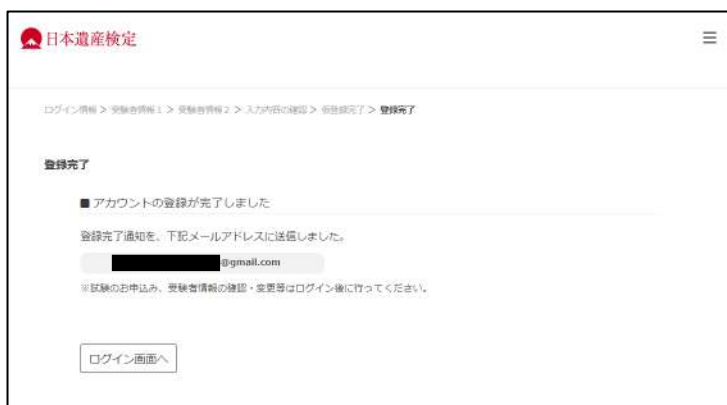 日本遺産検定
ログイン情報 > 受験者情報1 > 受験者情報2 > 入力内容の確認 > 仮登録完了 > 登録完了
登録完了
■ アカウントの登録が完了しました
登録完了通知を、下記メールアドレスに送信しました。
@gmail.com
※試験のお申込み、受験者情報の確認・変更等はログイン後に行ってください。
ログイン画面へ